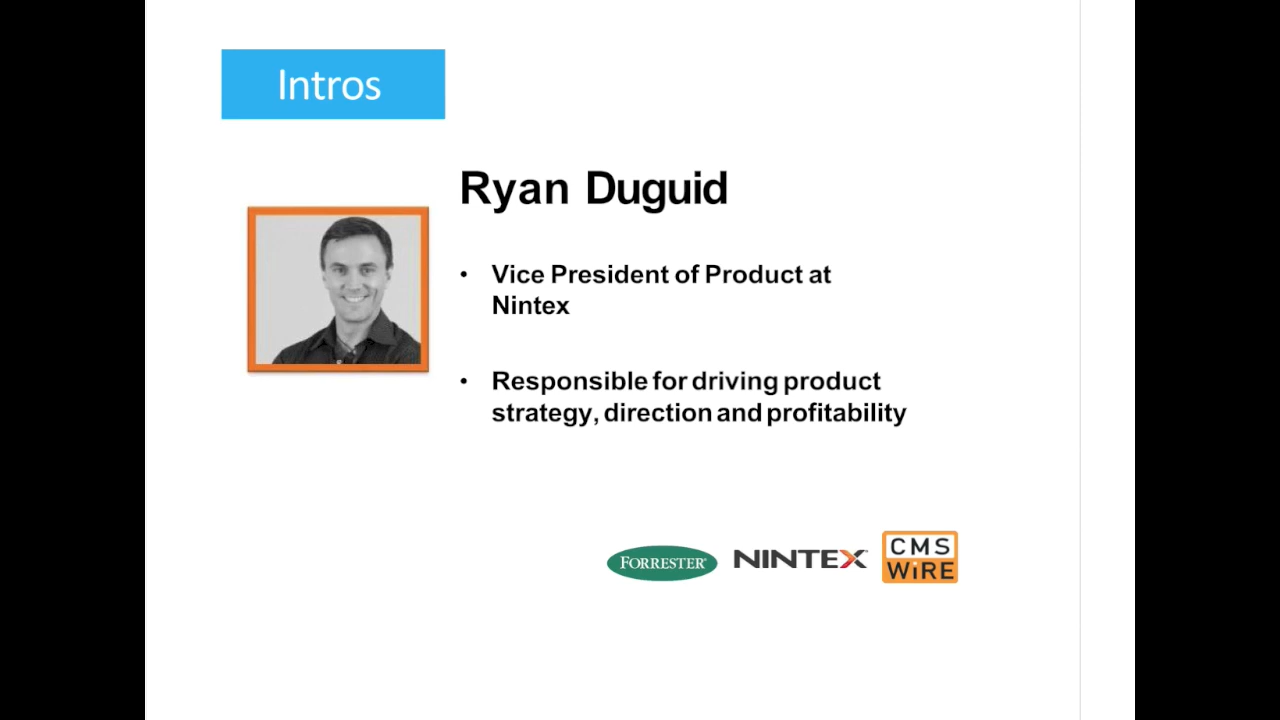 Intros
Ryan Duguid
• Vice President of Product at
Nintex
• Responsible for driving product
strategy, direction and profitability
FORRESTER®
NINTEX
CMS
WiRE